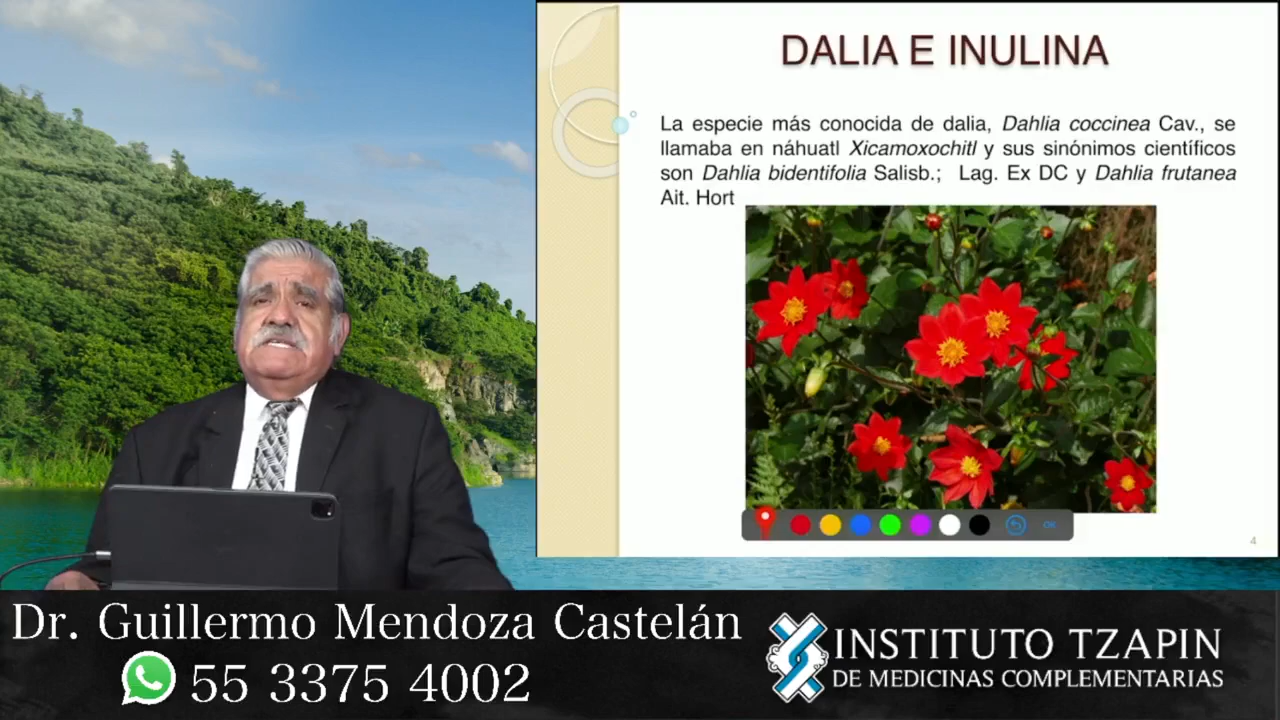 DALIA E INULINA
La especie más conocida de dalia, Dahlia coccinea Cav., se
llamaba en náhuatl Xicamoxochitl y sus sinónimos científicos
son Dahlia bidentifolia Salisb.; Lag. Ex DC y Dahlia frutanea
Ait. Hort
OK
4
Dr. Guillermo Mendoza Castelán
55 3375 4002
INSTITUTO TZAPIN
DE MEDICINAS COMPLEMENTARIAS